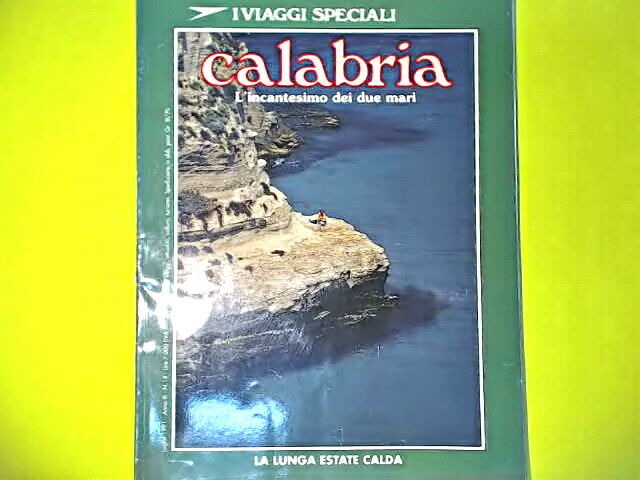 I VIAGGI SPECIALI
calabria
L'incantesimo dei due mari
LA LUNGA ESTATE CALDA